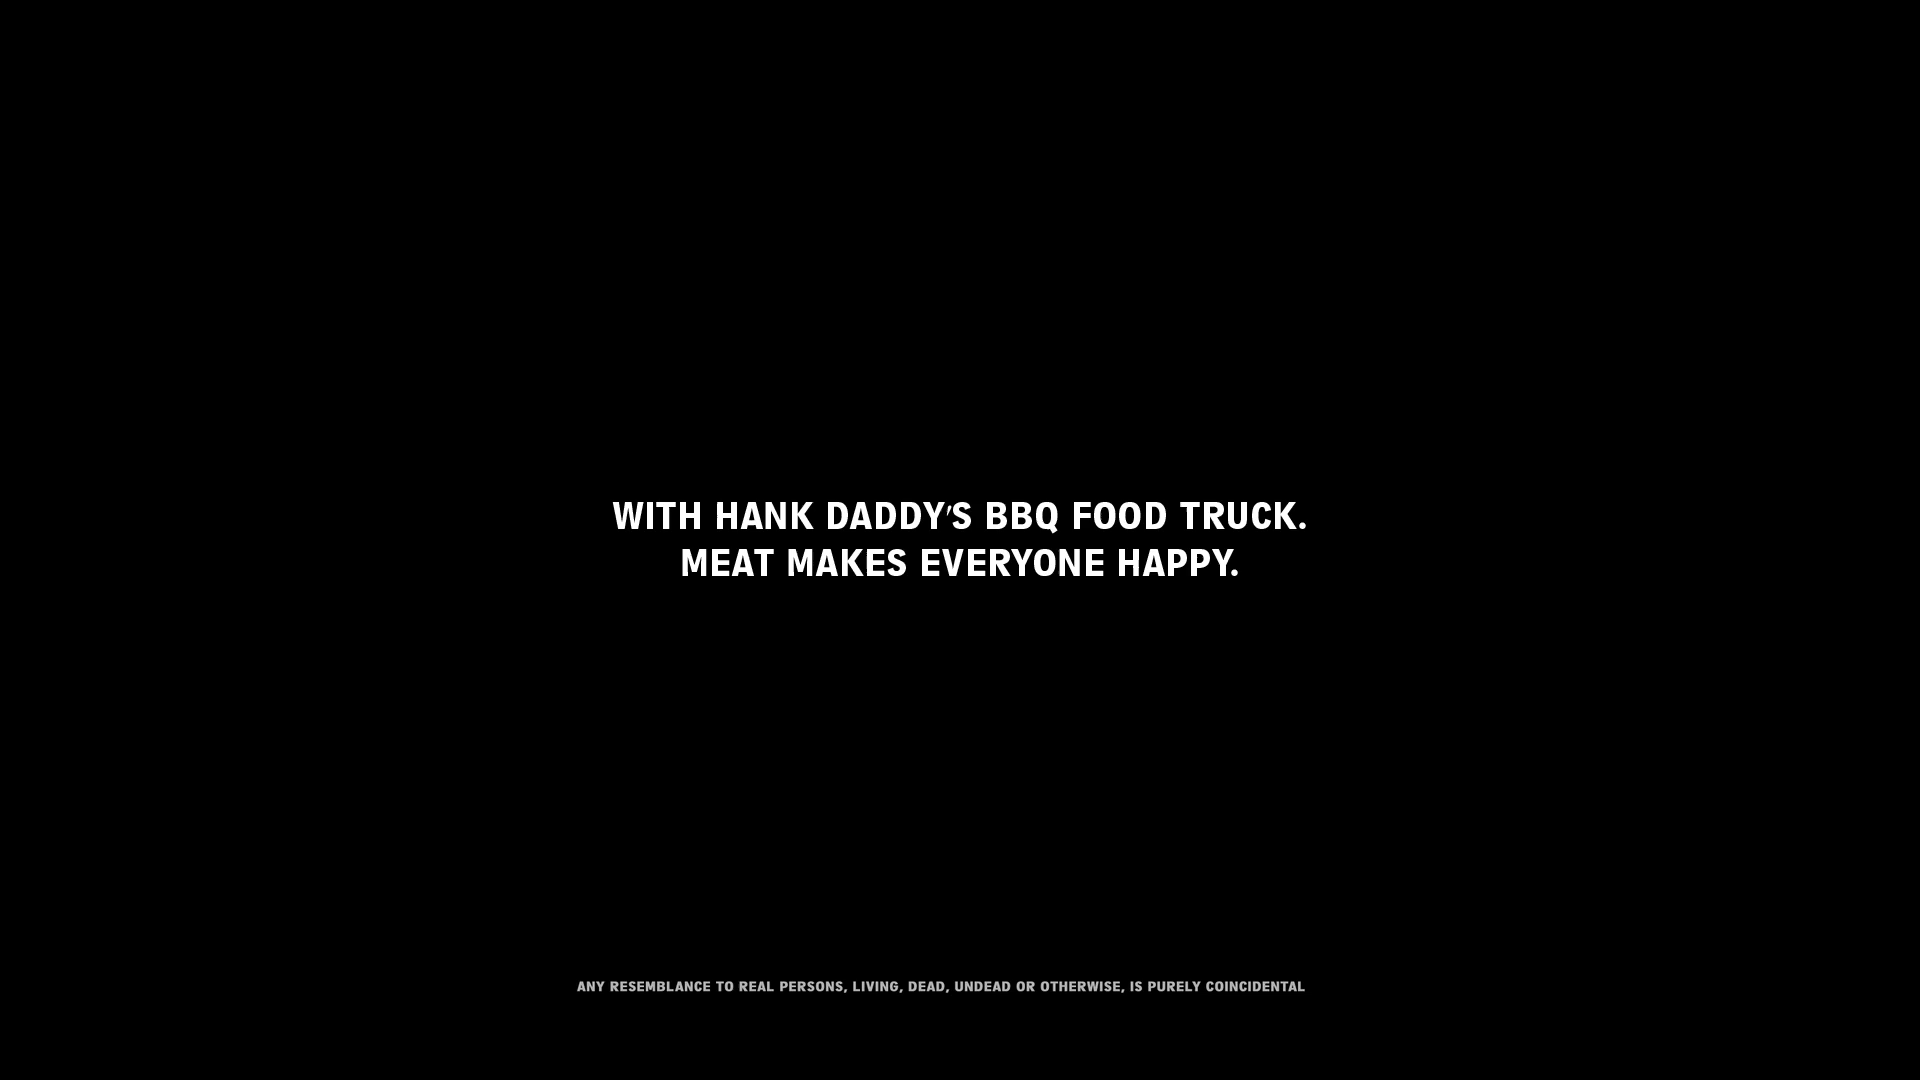 WITH HANK DADDY'S BBQ FOOD TRUCK.
MEAT MAKES EVERYONE HAPPY.
ANY RESEMBLANCE TO REAL PERSONS, LIVING, DEAD, UNDEAD OR OTHERWISE, IS PURELY COINCIDENTAL